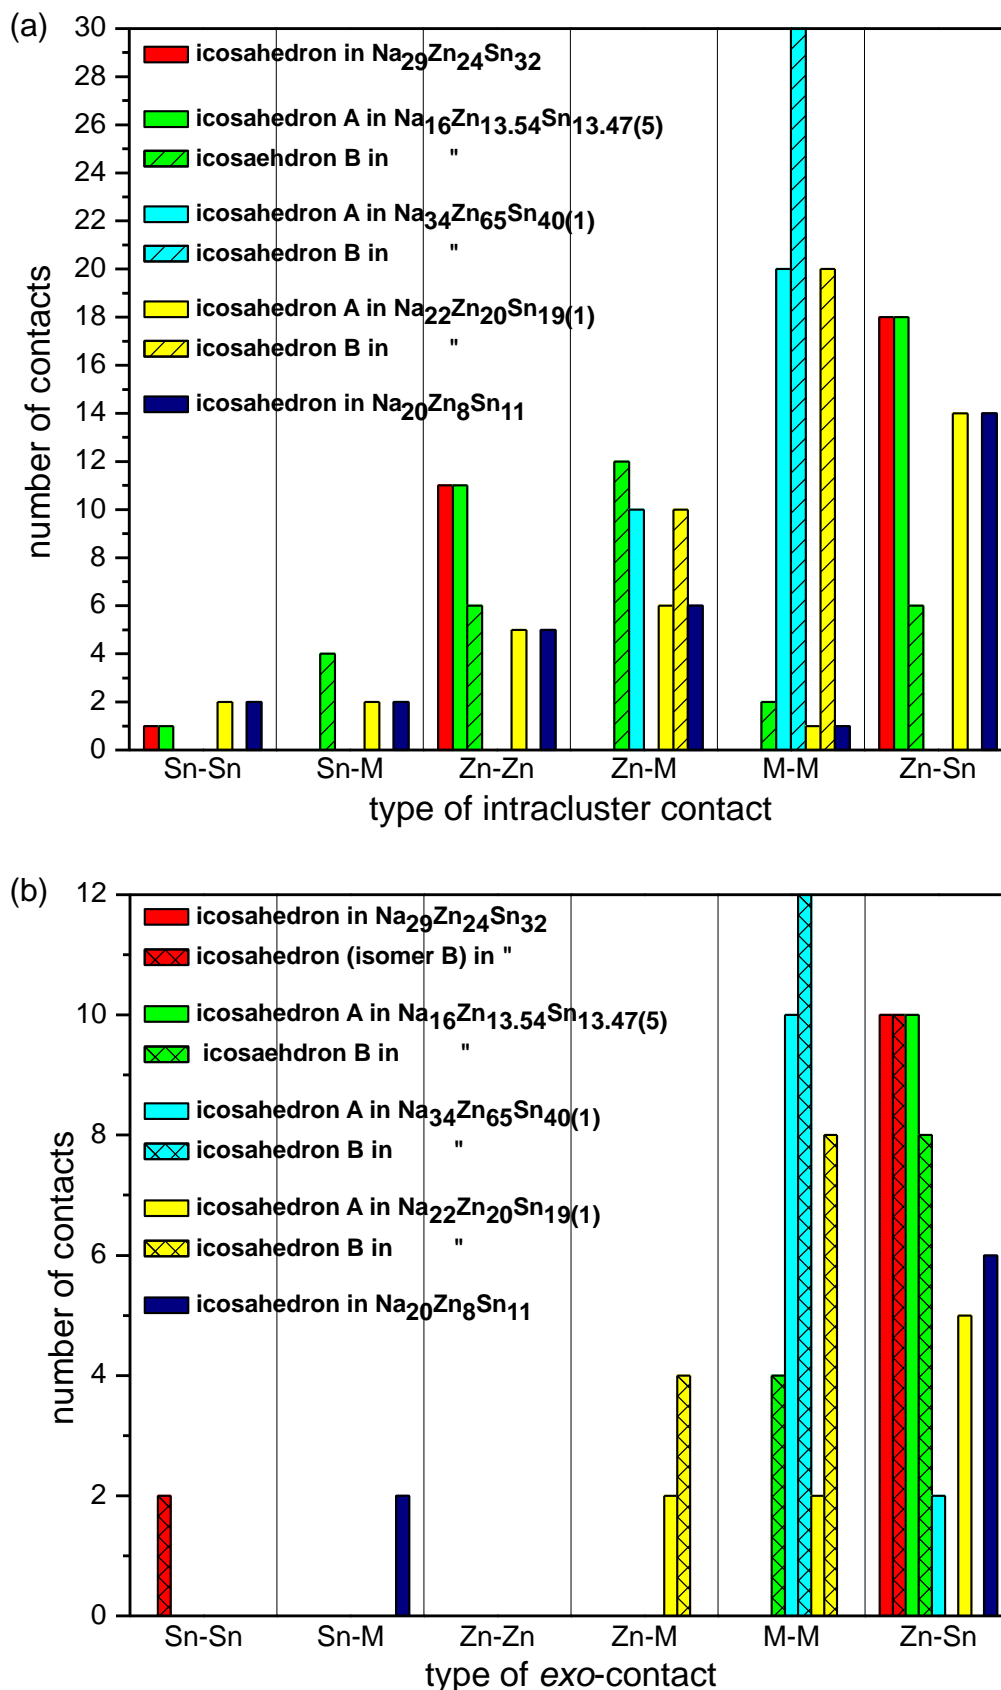 (a)
30
28
26
24
22
20
18
16
14
12
10
8
6
4
2
0
number of contacts
icosahedron in Na29Zn24Sn32
icosahedron A in Na16Zn13.54Sn13.47(5)
icosaehdron B in "
icosahedron A in Na34Zn65Sn40(1)
icosahedron B in "
icosahedron A in Na22Zn20Sn19(1)
icosahedron B in "
icosahedron in Na20Zn8Sn11
Sn-Sn Sn-M Zn-Zn Zn-M M-M Zn-Sn
type of intracluster contact
(b)
12
10
8
6
4
2
0
number of contacts
icosahedron in Na29Zn24Sn32
icosahedron (isomer B) in "
icosahedron A in Na16Zn13.54Sn13.47(5)
icosaehdron B in "
icosahedron A in Na34Zn65Sn40(1)
icosahedron B in "
icosahedron A in Na22Zn20Sn19(1)
icosahedron B in "
icosahedron in Na20Zn8Sn11
Sn-Sn Sn-M Zn-Zn Zn-M M-M Zn-Sn
type of exo-contact